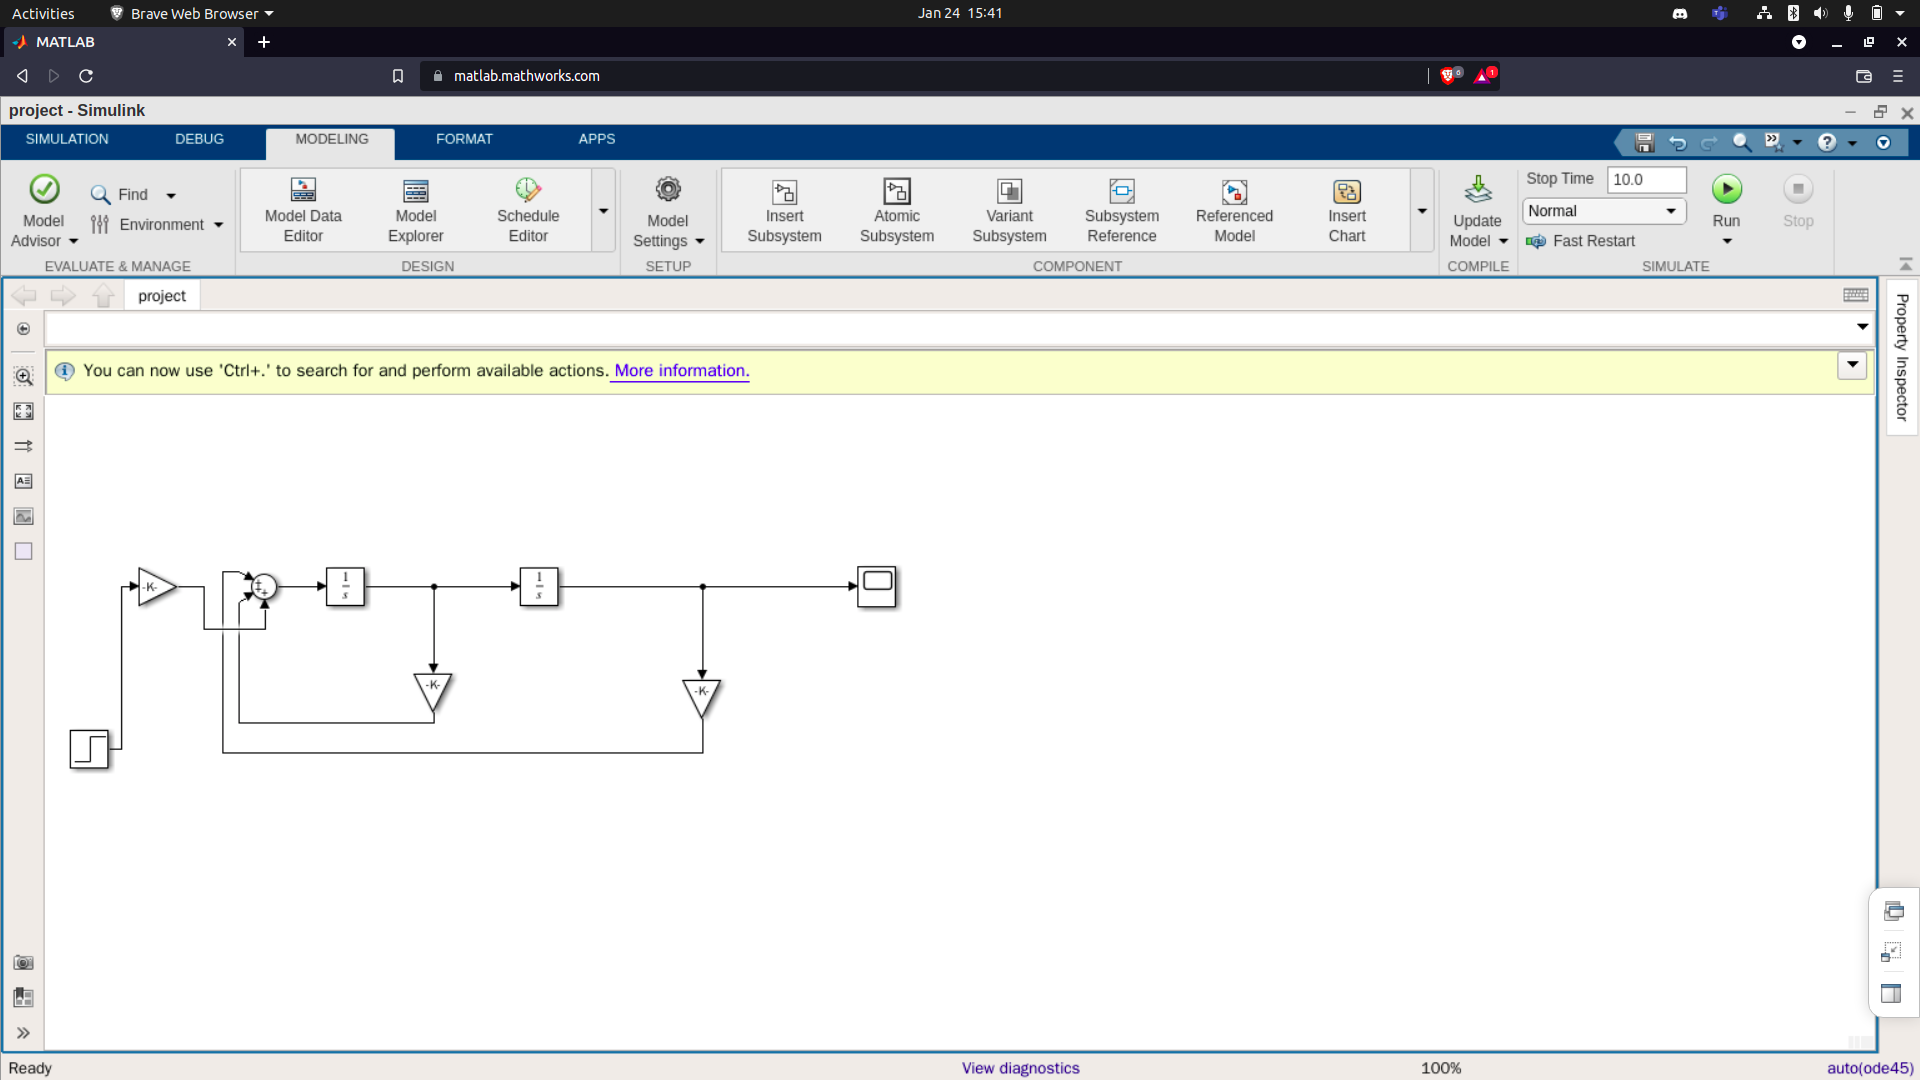 Activities
Brave Web Browser
Jan 24 15:41
MATLAB
matlab.mathworks.com
6
1
project - Simulink
SIMULATION
DEBUG
MODELING
FORMAT
APPS
Model
Advisor
Find
Environment
EVALUATE & MANAGE
Model Data
Editor
Model
Explorer
Schedule
Editor
DESIGN
Model
Settings
SETUP
Insert
Subsystem
Atomic
Subsystem
Variant
Subsystem
Subsystem
Reference
Referenced
Model
Insert
Chart
COMPONENT
Update
Model
COMPILE
Stop Time
10.0
Normal
Fast Restart
Run
Stop
SIMULATE
project
Property Inspector
You can now use 'Ctrl+.' to search for and perform available actions. More information.
-K-
1
s
1
s
-K-
-K-
Ready
View diagnostics
100%
auto(ode45)